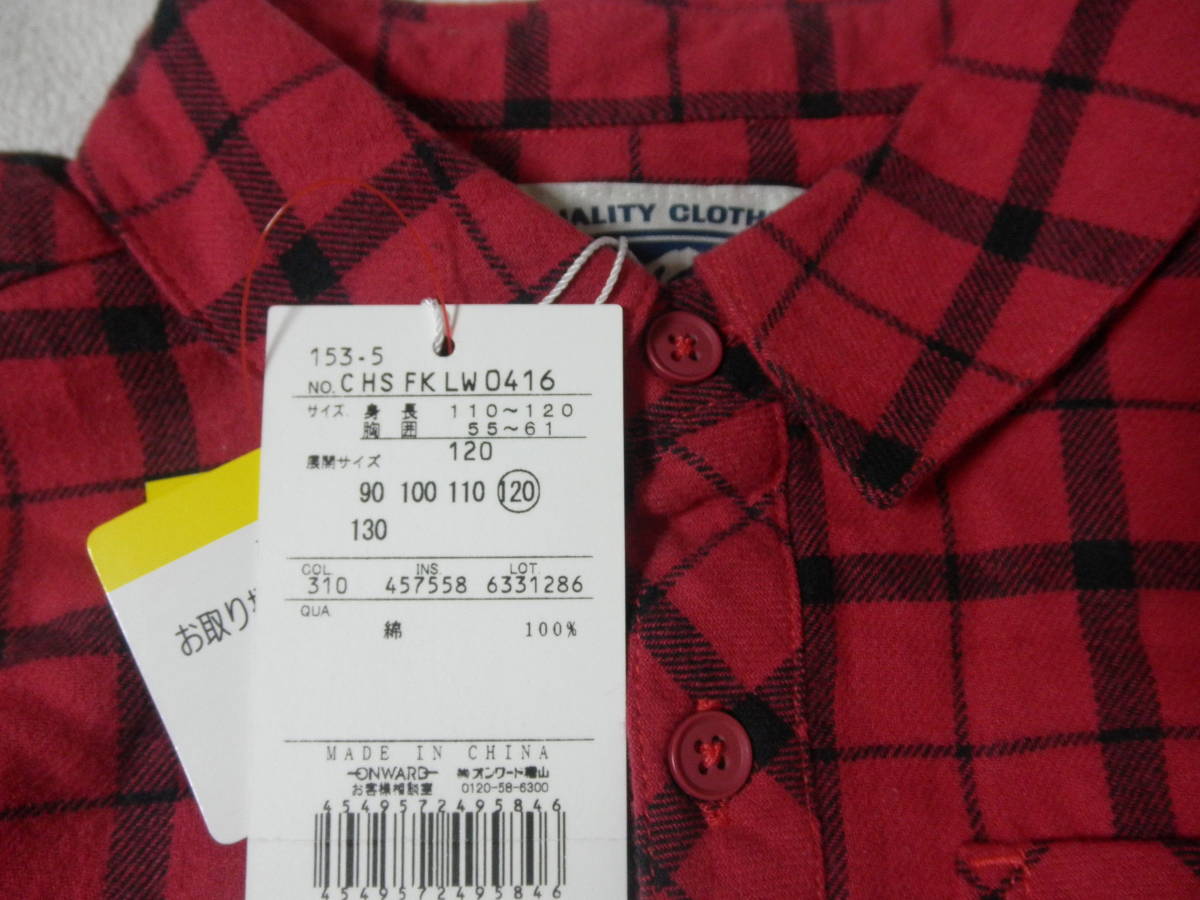 UALITY CLOTH
153-5
NO. CHSFKLW0416
サイズ 身長 110～120
胸囲 55～61
120
展開サイズ
90 100 110 120
130
COL. INS. LOT.
310 457558 6331286
QUA.
綿 100%
MADE IN CHINA
ONWARD ㈱オンワード樫山
お客様相談室 0120-58-6300
4549572495846
4549572495846
お取り